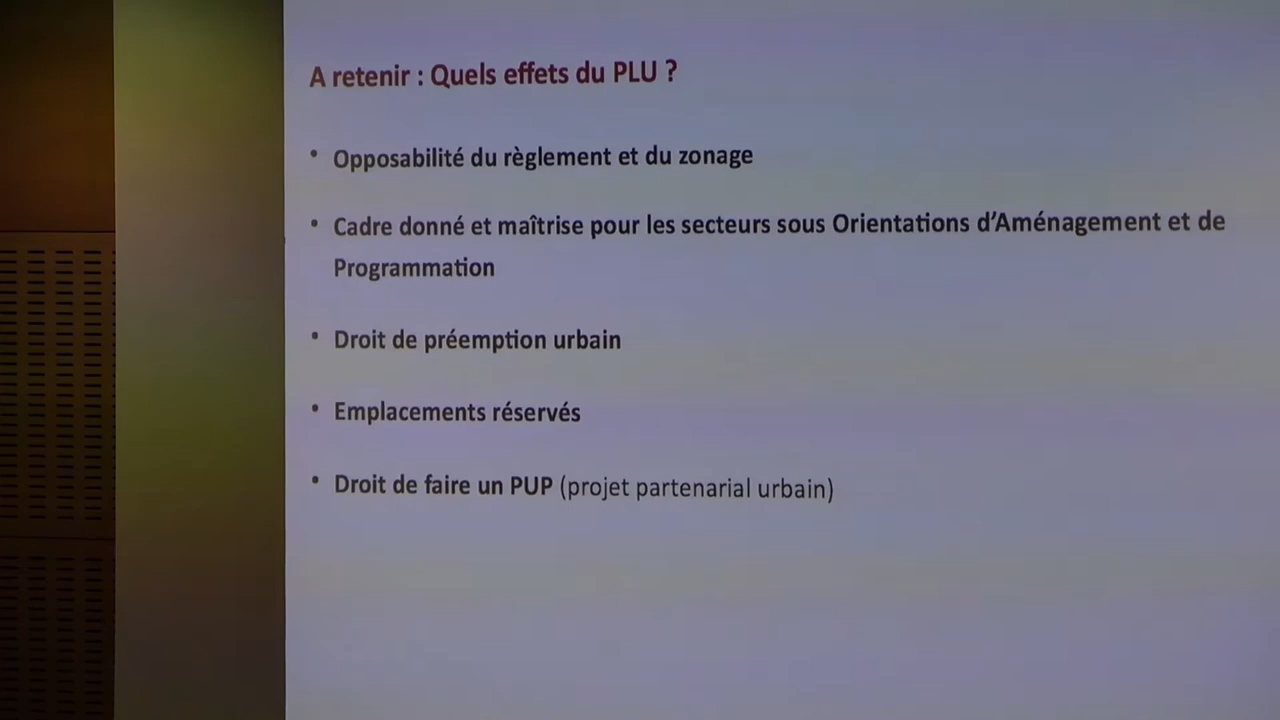 A retenir : Quels effets du PLU ?
• Opposabilité du règlement et du zonage
• Cadre donné et maîtrise pour les secteurs sous Orientations d’Aménagement et de
Programmation
• Droit de préemption urbain
• Emplacements réservés
• Droit de faire un PUP (projet partenarial urbain)